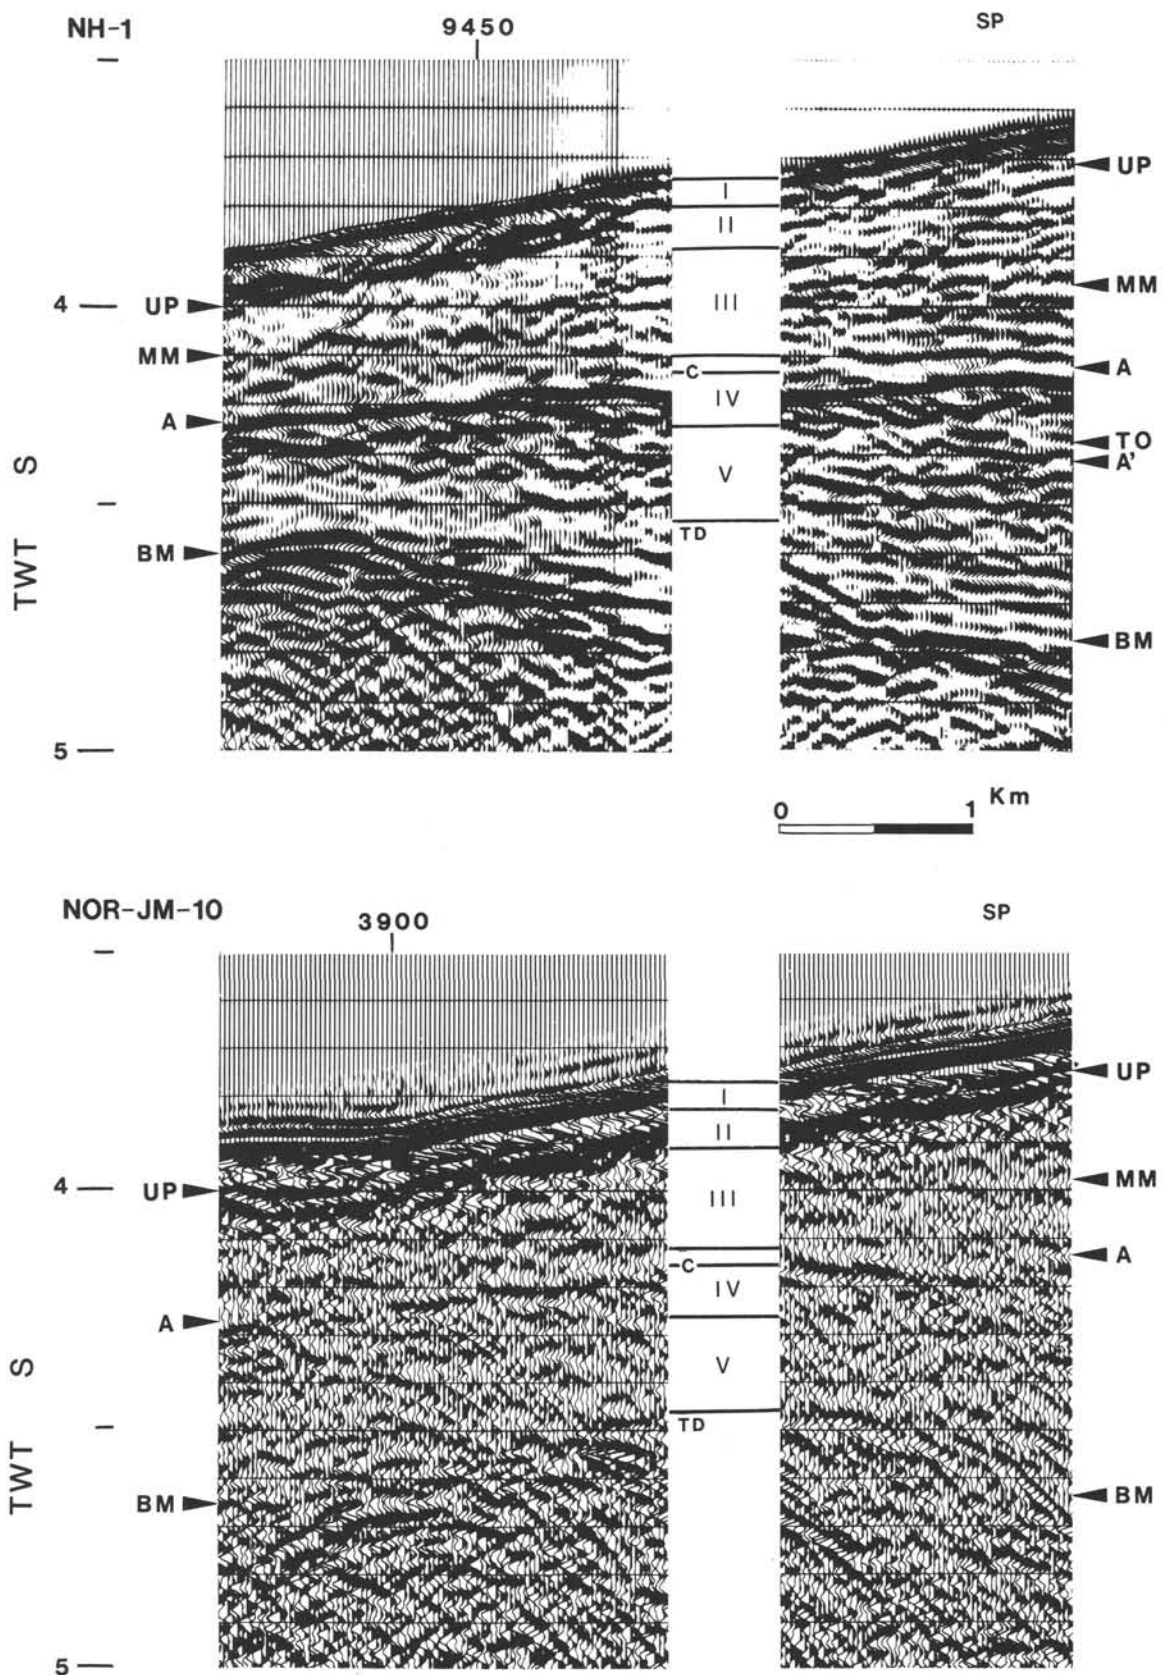 NH-1 9450 SP
UP
I
II
MM
4 UP III
MM
C A
IV
A
TO
A'
V
TD
BM
BM
TWT S
5
0 1 Km
NOR-JM-10 3900 SP
UP
I
II
MM
4 UP III
A
C
IV
A
V
TD
BM BM
TWT S
5